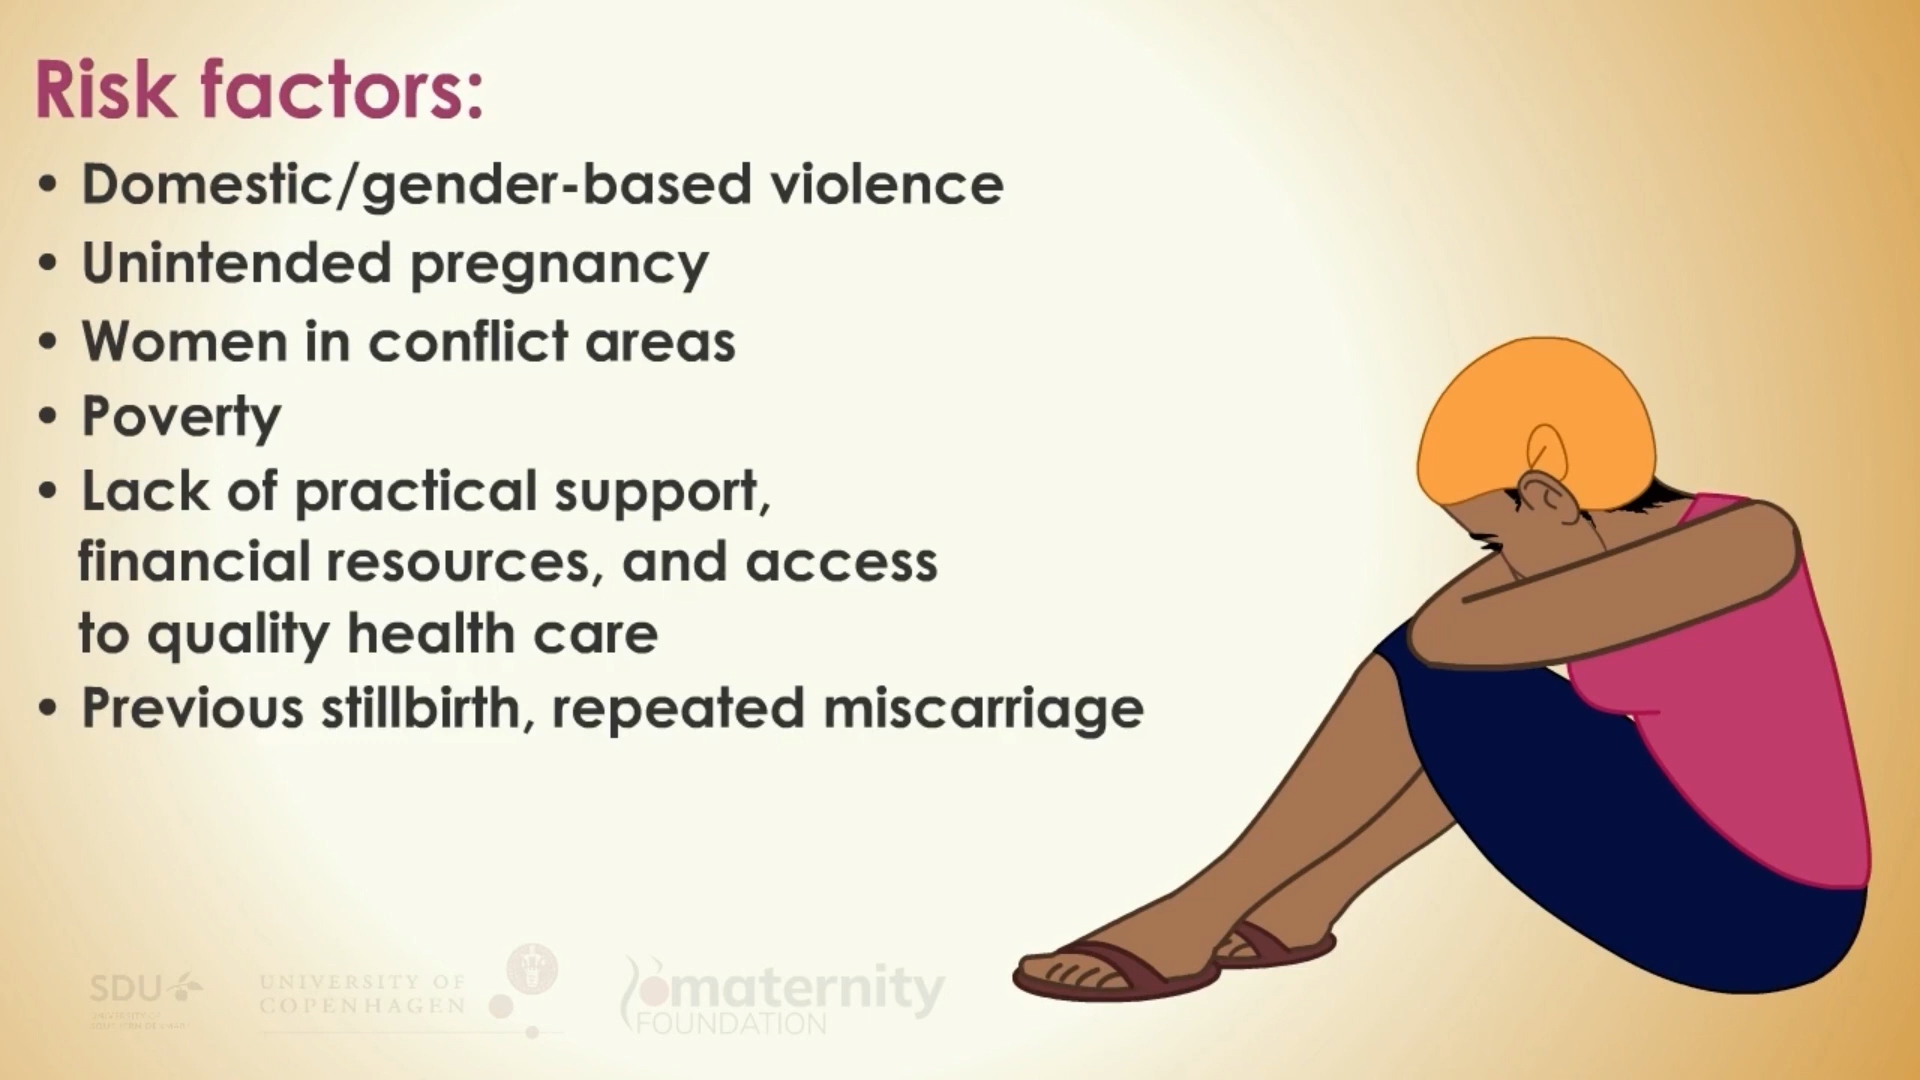 Risk factors:
• Domestic/gender-based violence
• Unintended pregnancy
• Women in conflict areas
• Poverty
• Lack of practical support,
financial resources, and access
to quality health care
• Previous stillbirth, repeated miscarriage
SDU
UNIVERSITY OF
COPENHAGEN
maternity
FOUNDATION